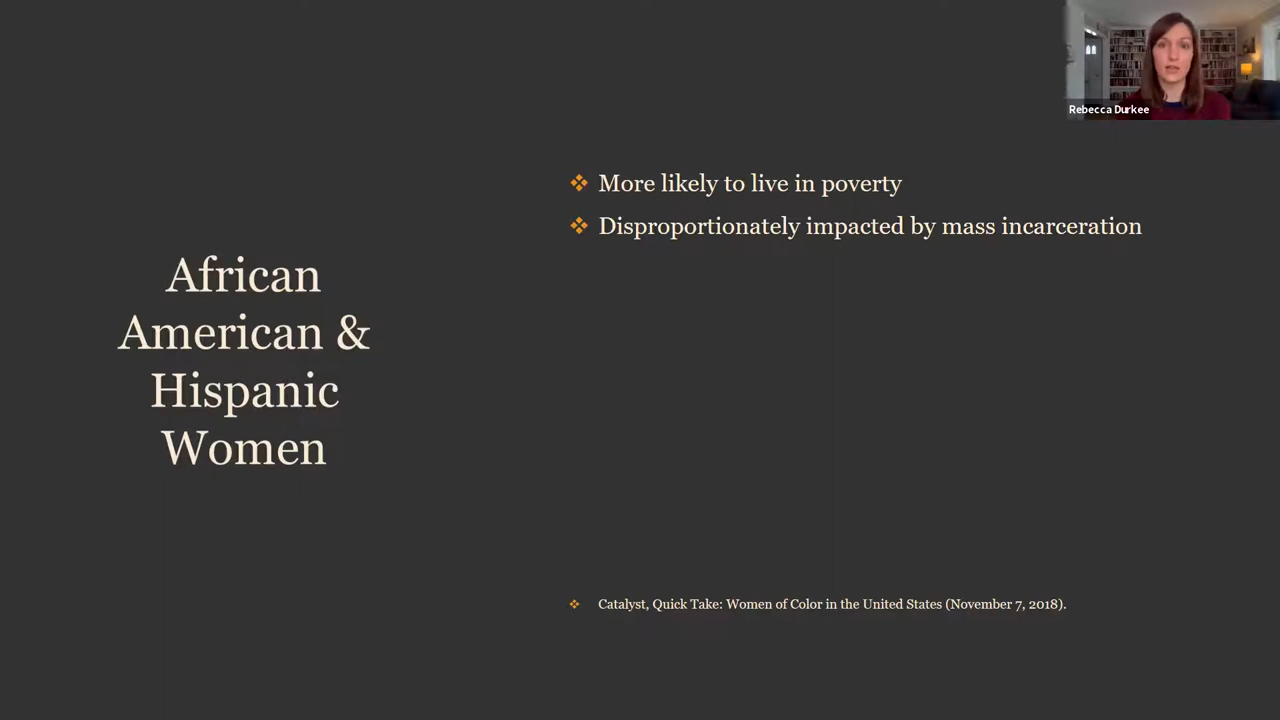 Rebecca Durkee
African
American &
Hispanic
Women
More likely to live in poverty
Disproportionately impacted by mass incarceration
Catalyst, Quick Take: Women of Color in the United States (November 7, 2018).